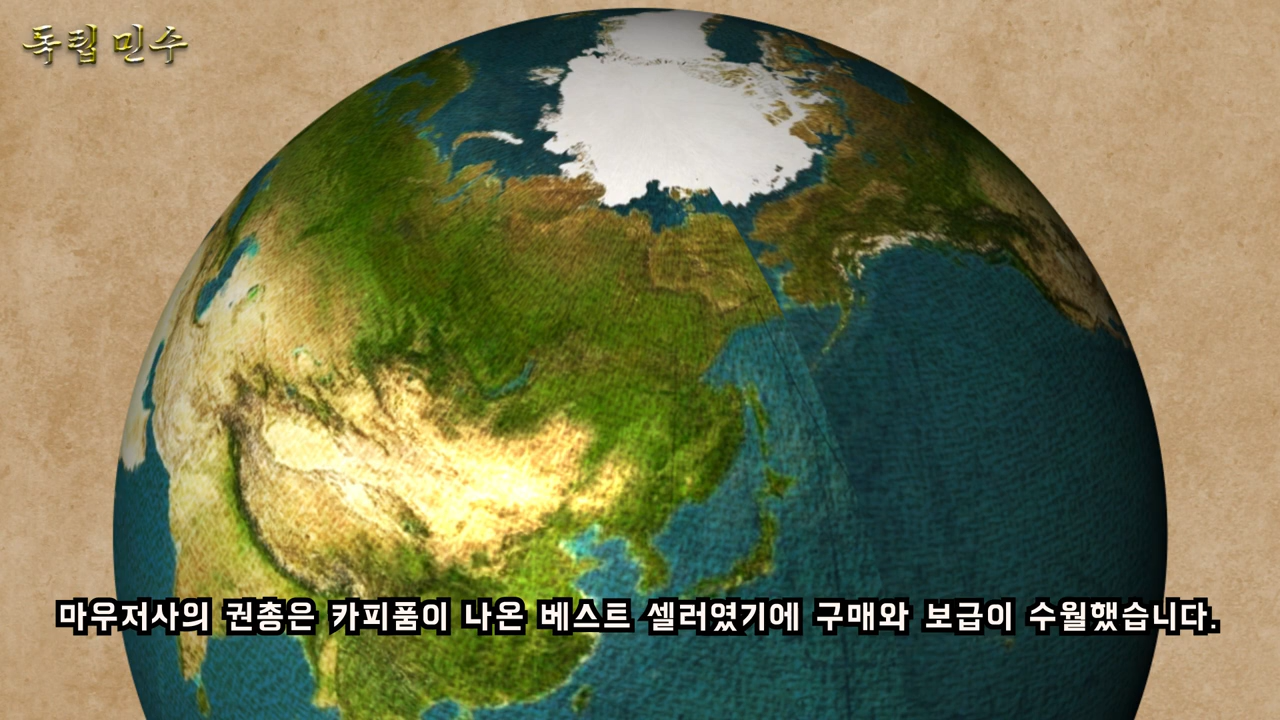 독립 민수
마우저사의 권총은 카피품이 나온 베스트 셀러였기에 구매와 보급이 수월했습니다.